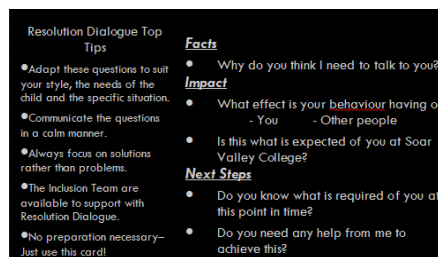 Resolution Dialogue Top
Tips
•Adapt these questions to suit
your style, the needs of the
child and the specific situation.
•Communicate the questions
in a calm manner.
•Always focus on solutions
rather than problems.
•The Inclusion Team are
available to support with
Resolution Dialogue.
•No preparation necessary–
Just use this card!
Facts
• Why do you think I need to talk to you?
Impact
• What effect is your behaviour having o
- You - Other people
• Is this what is expected of you at Soar
Valley College?
Next Steps
• Do you know what is required of you at
this point in time?
• Do you need any help from me to
achieve this?